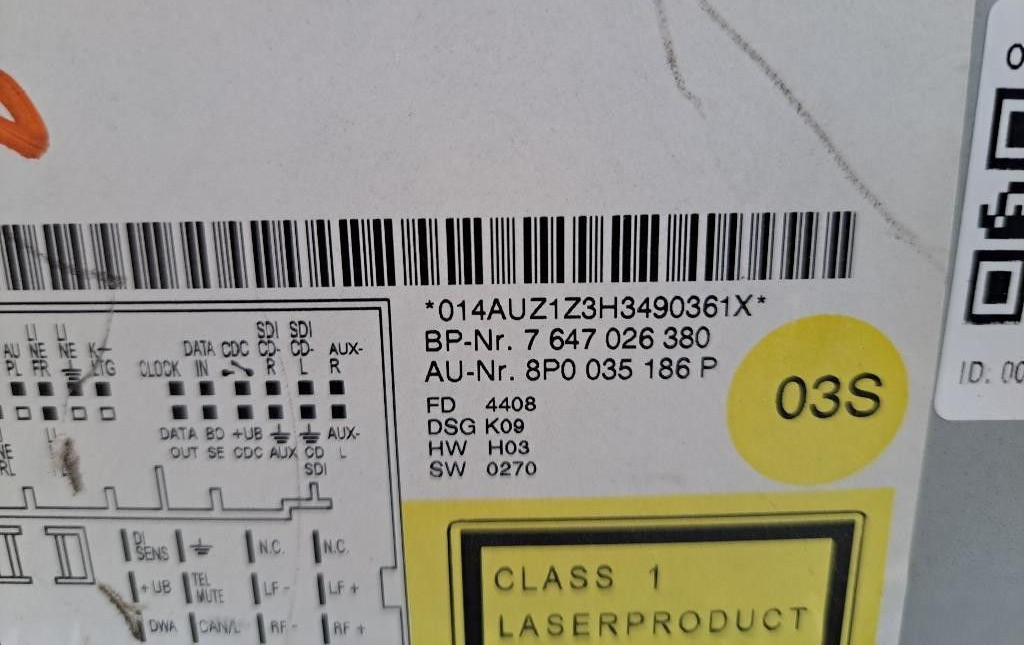 *014AUZ1Z3H3490361X*
BP-Nr. 7 647 026 380
AU-Nr. 8P0 035 186 P
FD 4408
DSG K09
HW H03
SW 0270
03S
SDI SDI
LI LI
AU NE NE K- DATA CDC CD- CD- AUX-
PL FR LTG CLOCK IN R L R
DATA BD +UB AUX-
OUT SE CDC AUX CD L
SDI
DI
SENS N.C. N.C.
+UB TEL MUTE LF - LF +
DWA CAN/L RF - RF +
CLASS 1
LASERPRODUCT
ID: 00